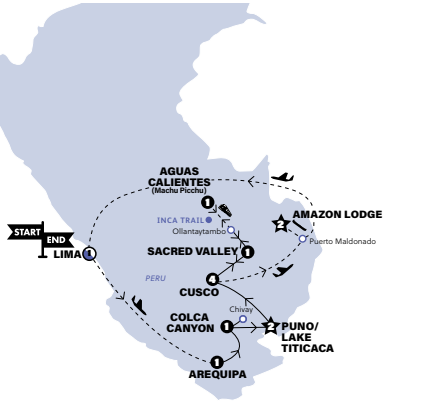 AGUAS
CALIENTES
(Machu Picchu)
1
INCA TRAIL
Ollantaytambo
AMAZON LODGE
2
Puerto Maldonado
START
END
LIMA
1
SACRED VALLEY
1
PERU
4
CUSCO
Chivay
COLCA
CANYON
1
2
PUNO/
LAKE
TITICACA
1
AREQUIPA